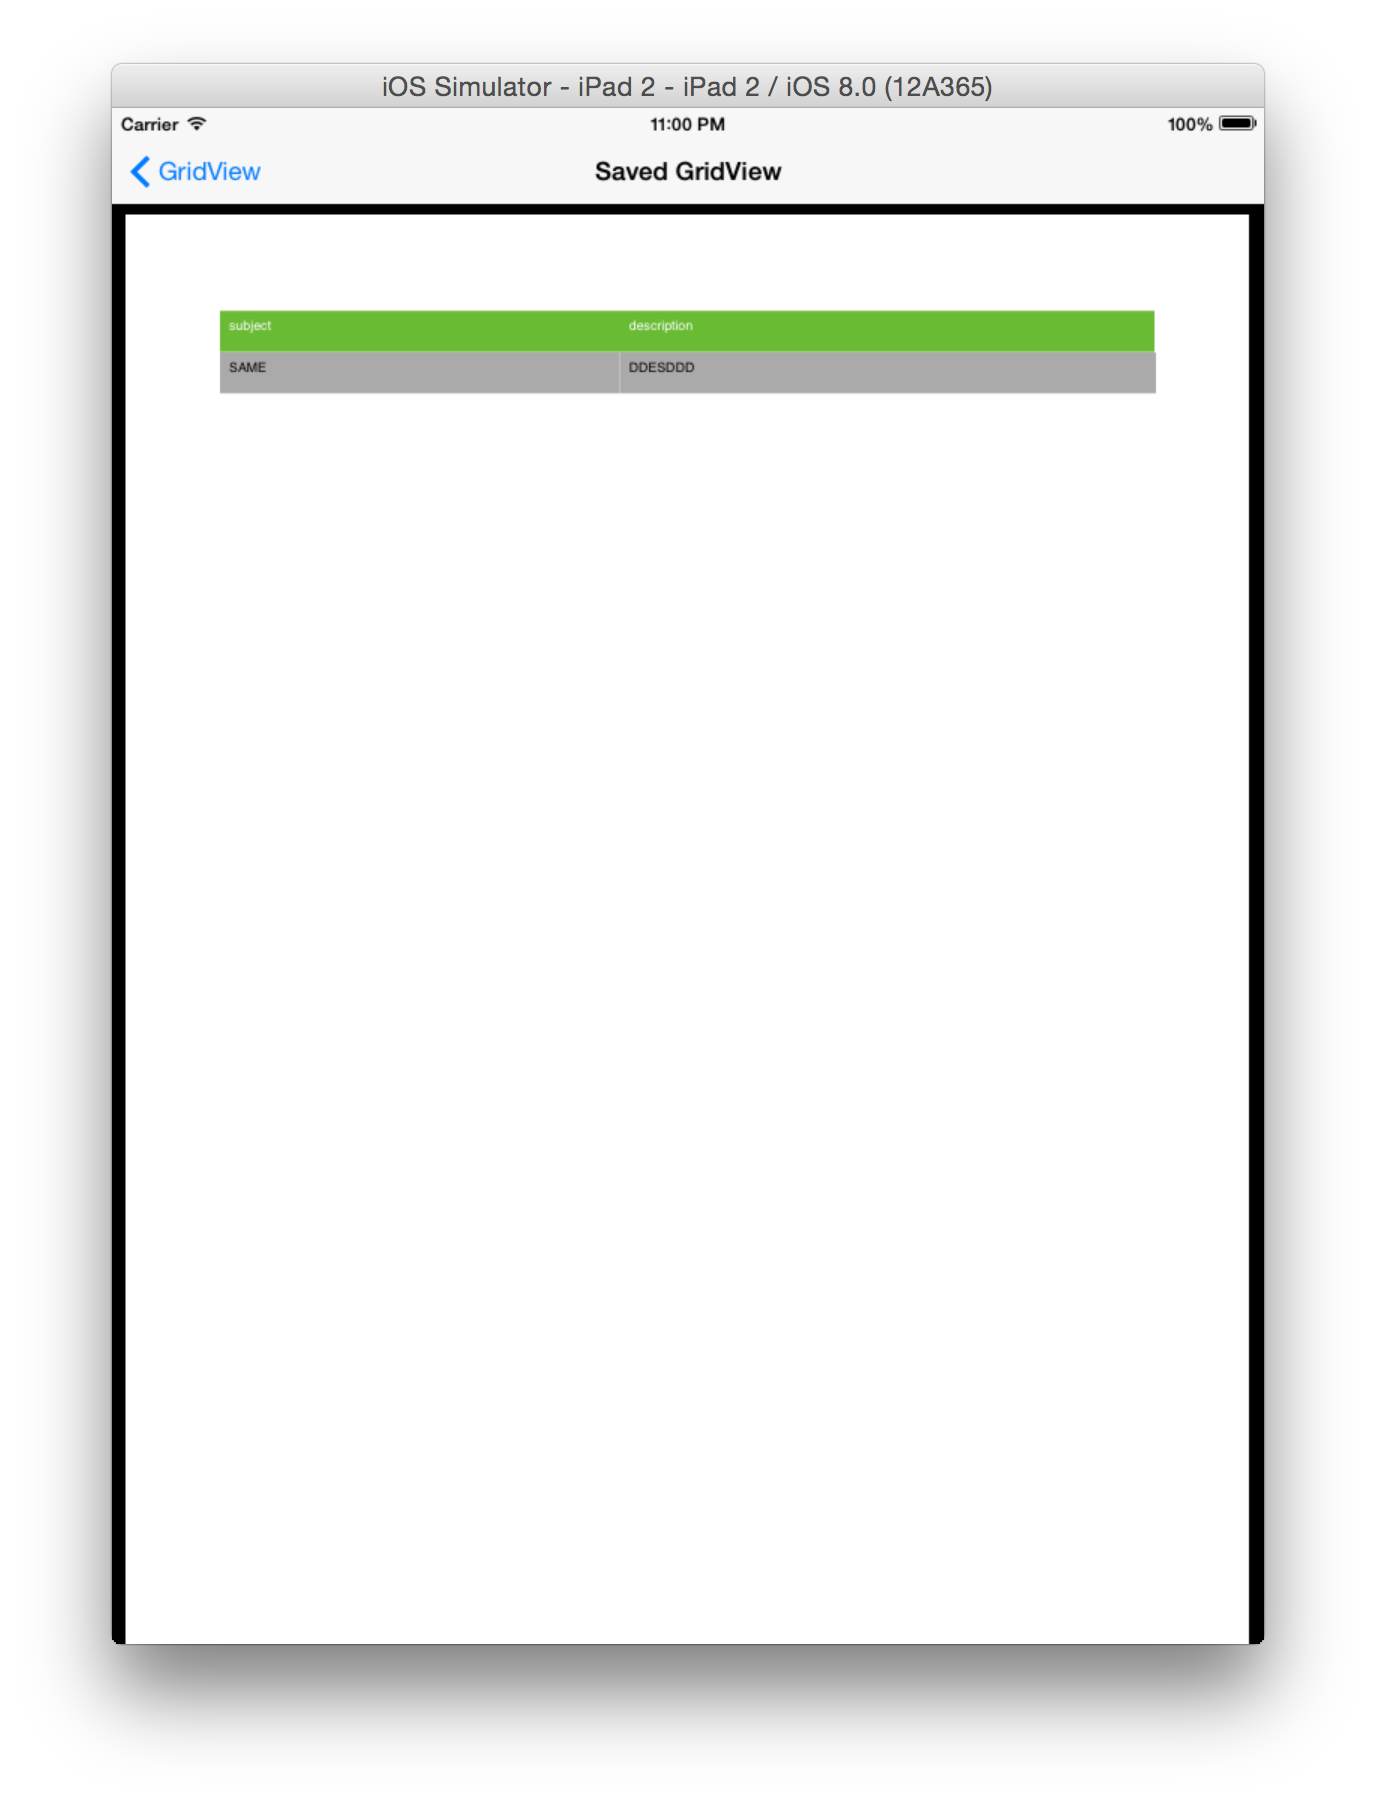 iOS Simulator - iPad 2 - iPad 2 / iOS 8.0 (12A365)
Carrier 11:00 PM 100%
GridView Saved GridView
subject description
SAME DDESDDD